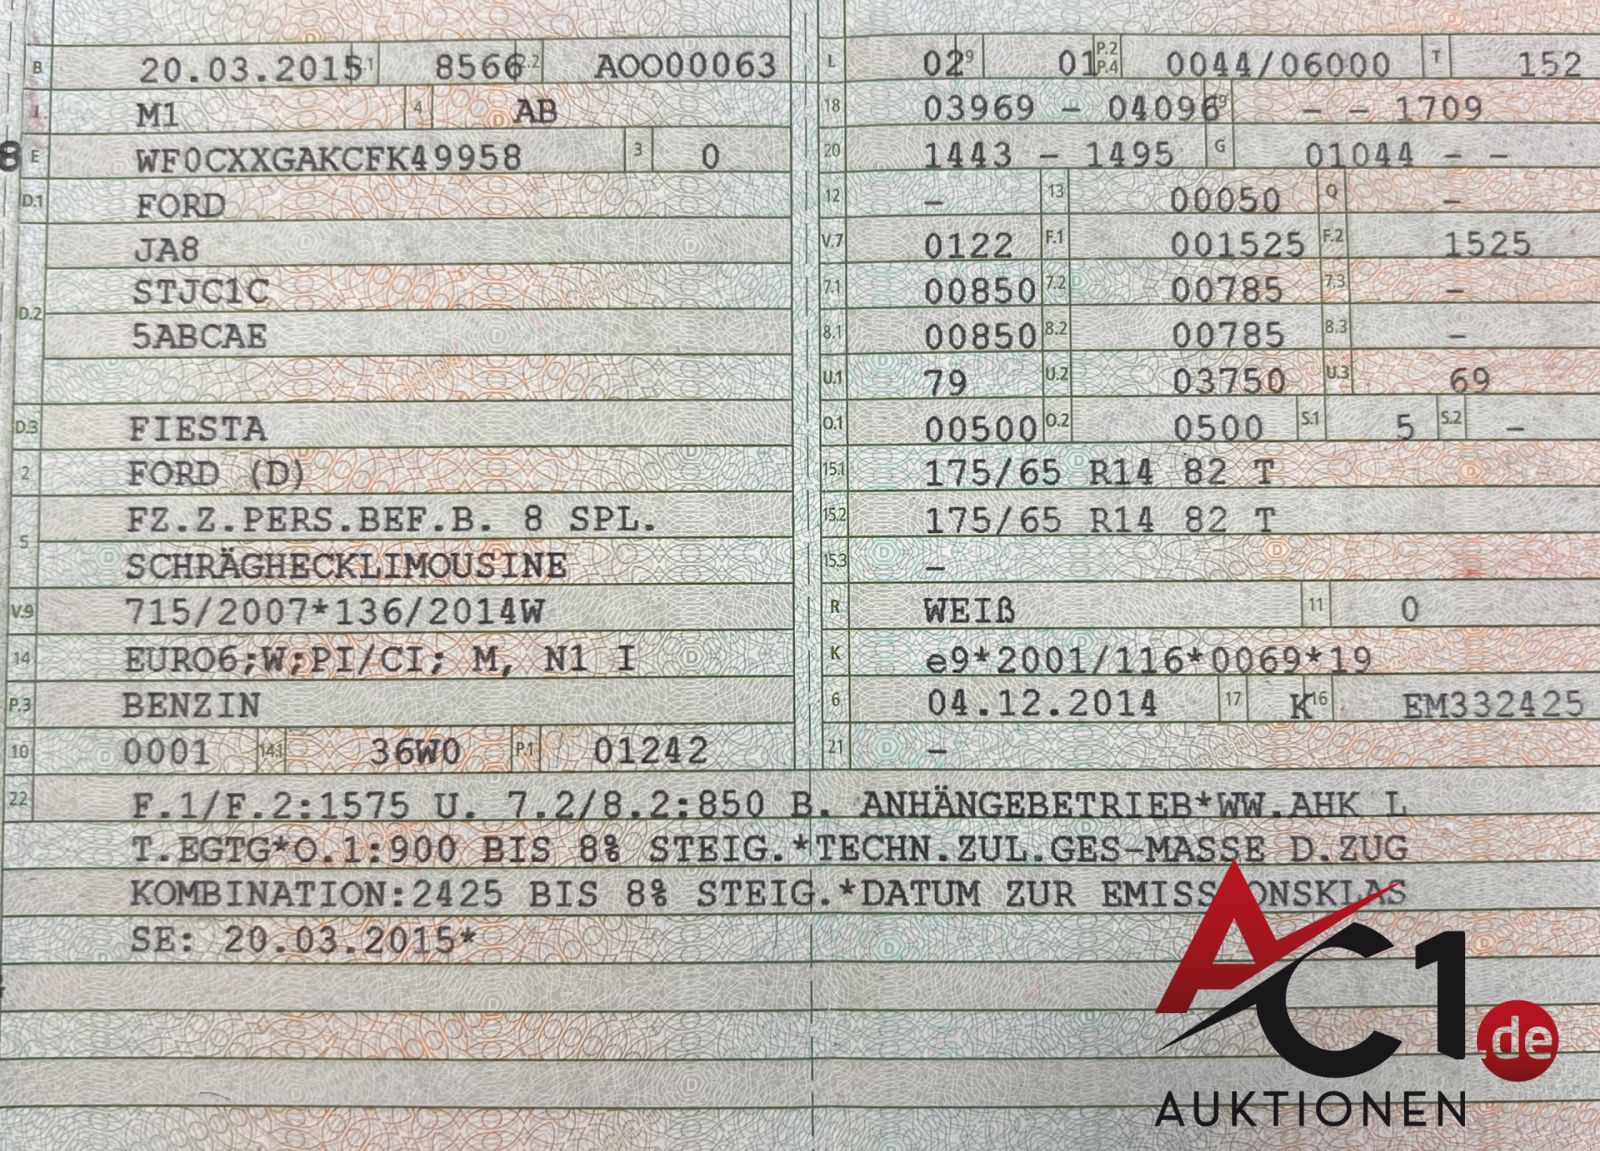 B 20.03.2015 .1 8566 .2 AOO00063
J M1 4 AB
8 E WF0CXXGAKCFK49958 3 0
D.1 FORD
JA8
D.2 STJC1C
5ABCAE
D.3 FIESTA
2 FORD (D)
5 FZ.Z.PERS.BEF.B. 8 SPL.
SCHRÄGHECKLIMOUSINE
V.9 715/2007*136/2014W
14 EURO6;W;PI/CI; M, N1 I
P.3 BENZIN
10 0001 14.1 36W0 P.1 01242
L 02 9 01 P.2 P.4 0044/06000 T 152
18 03969 - 04096 19 - - 1709
20 1443 - 1495 G 01044 - -
12 - 13 00050 Q -
V.7 0122 F.1 001525 F.2 1525
7.1 00850 7.2 00785 7.3 -
8.1 00850 8.2 00785 8.3 -
U.1 79 U.2 03750 U.3 69
O.1 00500 O.2 0500 S.1 5 S.2 -
15.1 175/65 R14 82 T
15.2 175/65 R14 82 T
15.3 -
R WEIß 11 0
K e9*2001/116*0069*19
6 04.12.2014 17 K 16 EM332425
21 -
22 F.1/F.2:1575 U. 7.2/8.2:850 B. ANHÄNGEBETRIEB*WW.AHK L
T.EGTG*O.1:900 BIS 8% STEIG.*TECHN.ZUL.GES-MASSE D.ZUG
KOMBINATION:2425 BIS 8% STEIG.*DATUM ZUR EMISSIONSKLAS
SE: 20.03.2015*
AC1.de
AUKTIONEN